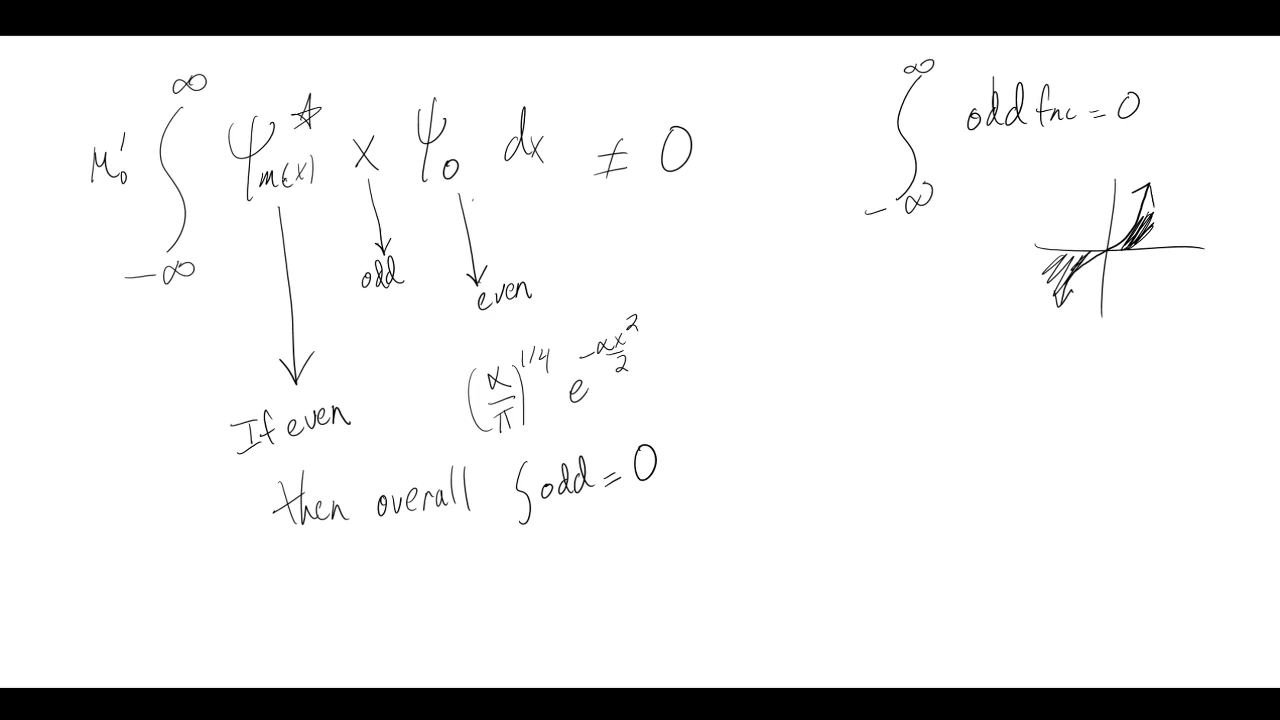 μ₀′ ∫_{-∞}^{∞} ψ*_{m(x)} x ψ₀ dx ≠ 0
odd
even
If even
(α/π)^{1/4} e^{-αx²/2}
then overall ∫ odd = 0
∫_{-∞}^{∞} odd fnc = 0